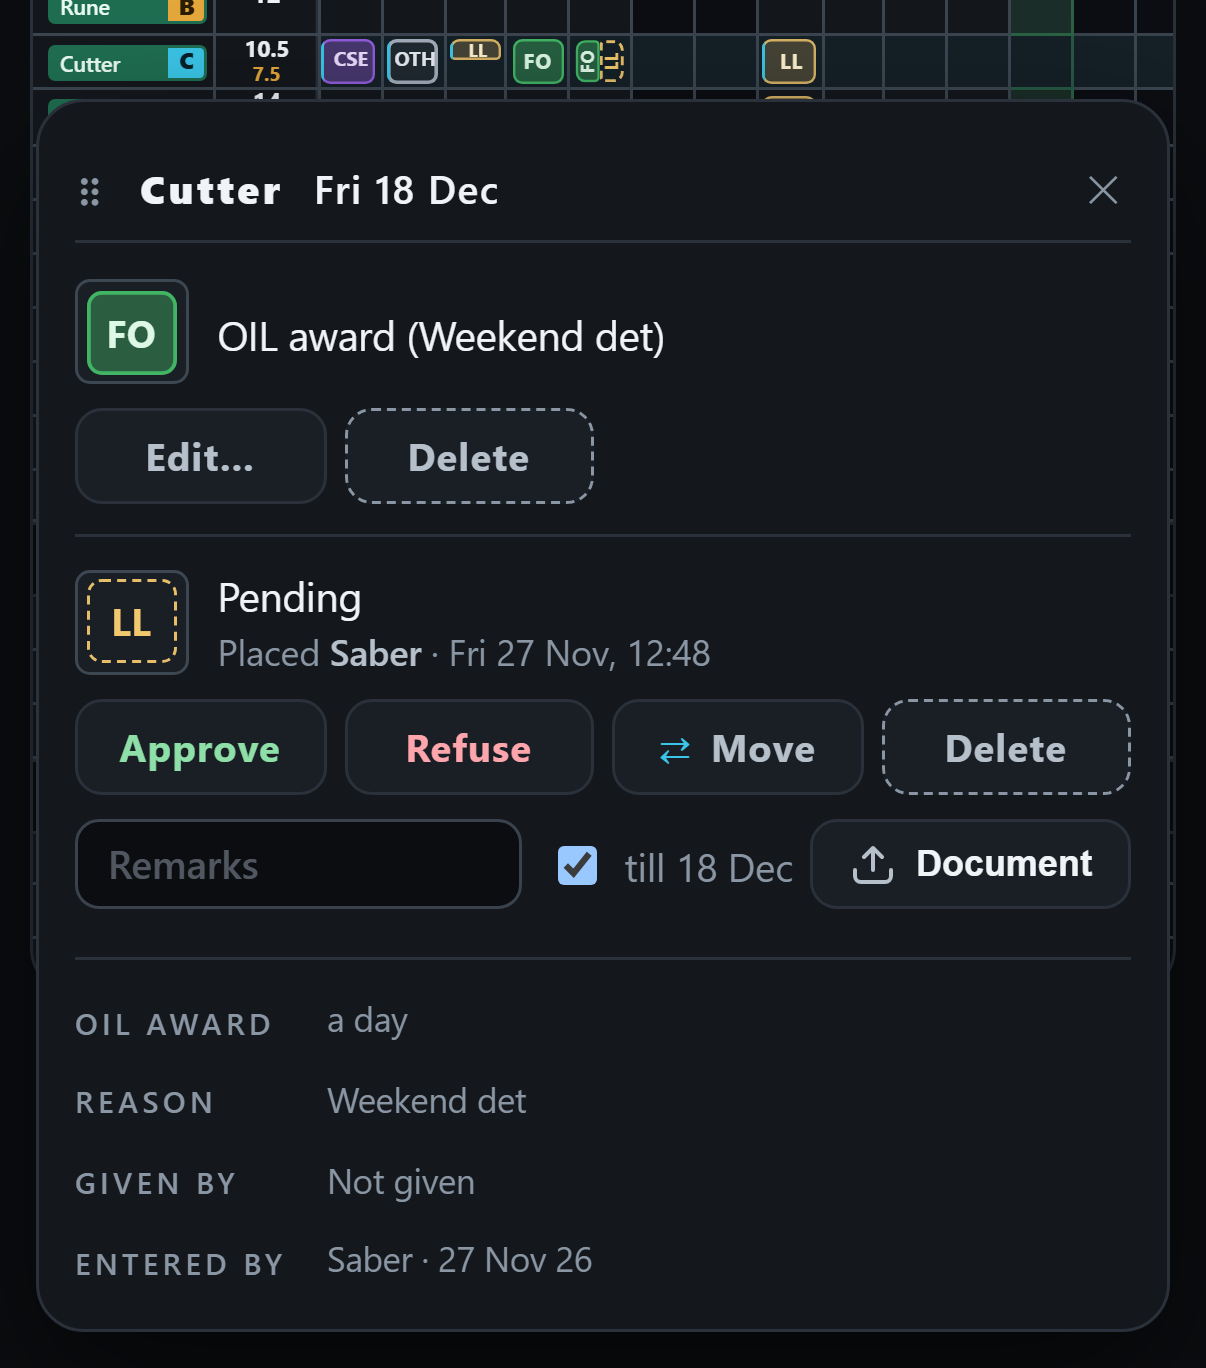 Rune B
Cutter C 10.5 7.5 CSE OTH LL FO FO LL LL
Cutter Fri 18 Dec
FO OIL award (Weekend det)
Edit... Delete
LL Pending
Placed Saber · Fri 27 Nov, 12:48
Approve Refuse ⇄ Move Delete
Remarks till 18 Dec Document
OIL AWARD a day
REASON Weekend det
GIVEN BY Not given
ENTERED BY Saber · 27 Nov 26